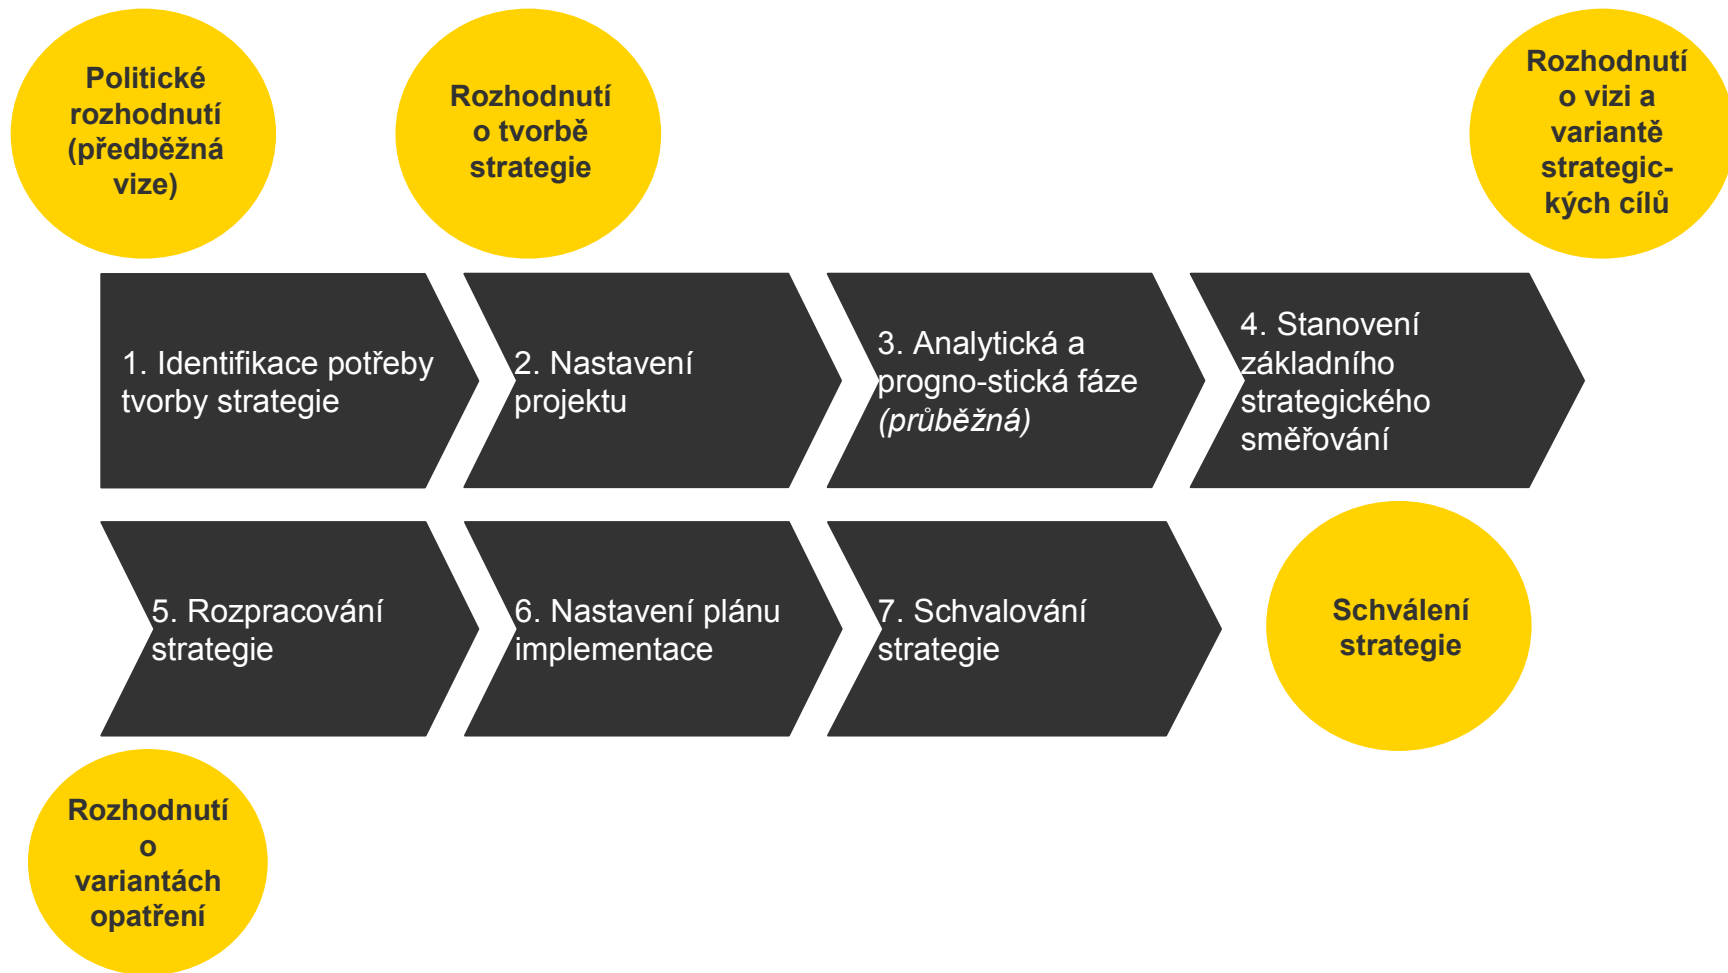 Politické
rozhodnutí
(předběžná
vize)
Rozhodnutí
o tvorbě
strategie
Rozhodnutí
o vizi a
variantě
strategic-
kých cílů
1. Identifikace potřeby
tvorby strategie
2. Nastavení
projektu
3. Analytická a
progno-stická fáze
(průběžná)
4. Stanovení
základního
strategického
směřování
5. Rozpracování
strategie
6. Nastavení plánu
implementace
7. Schvalování
strategie
Schválení
strategie
Rozhodnutí
o
variantách
opatření